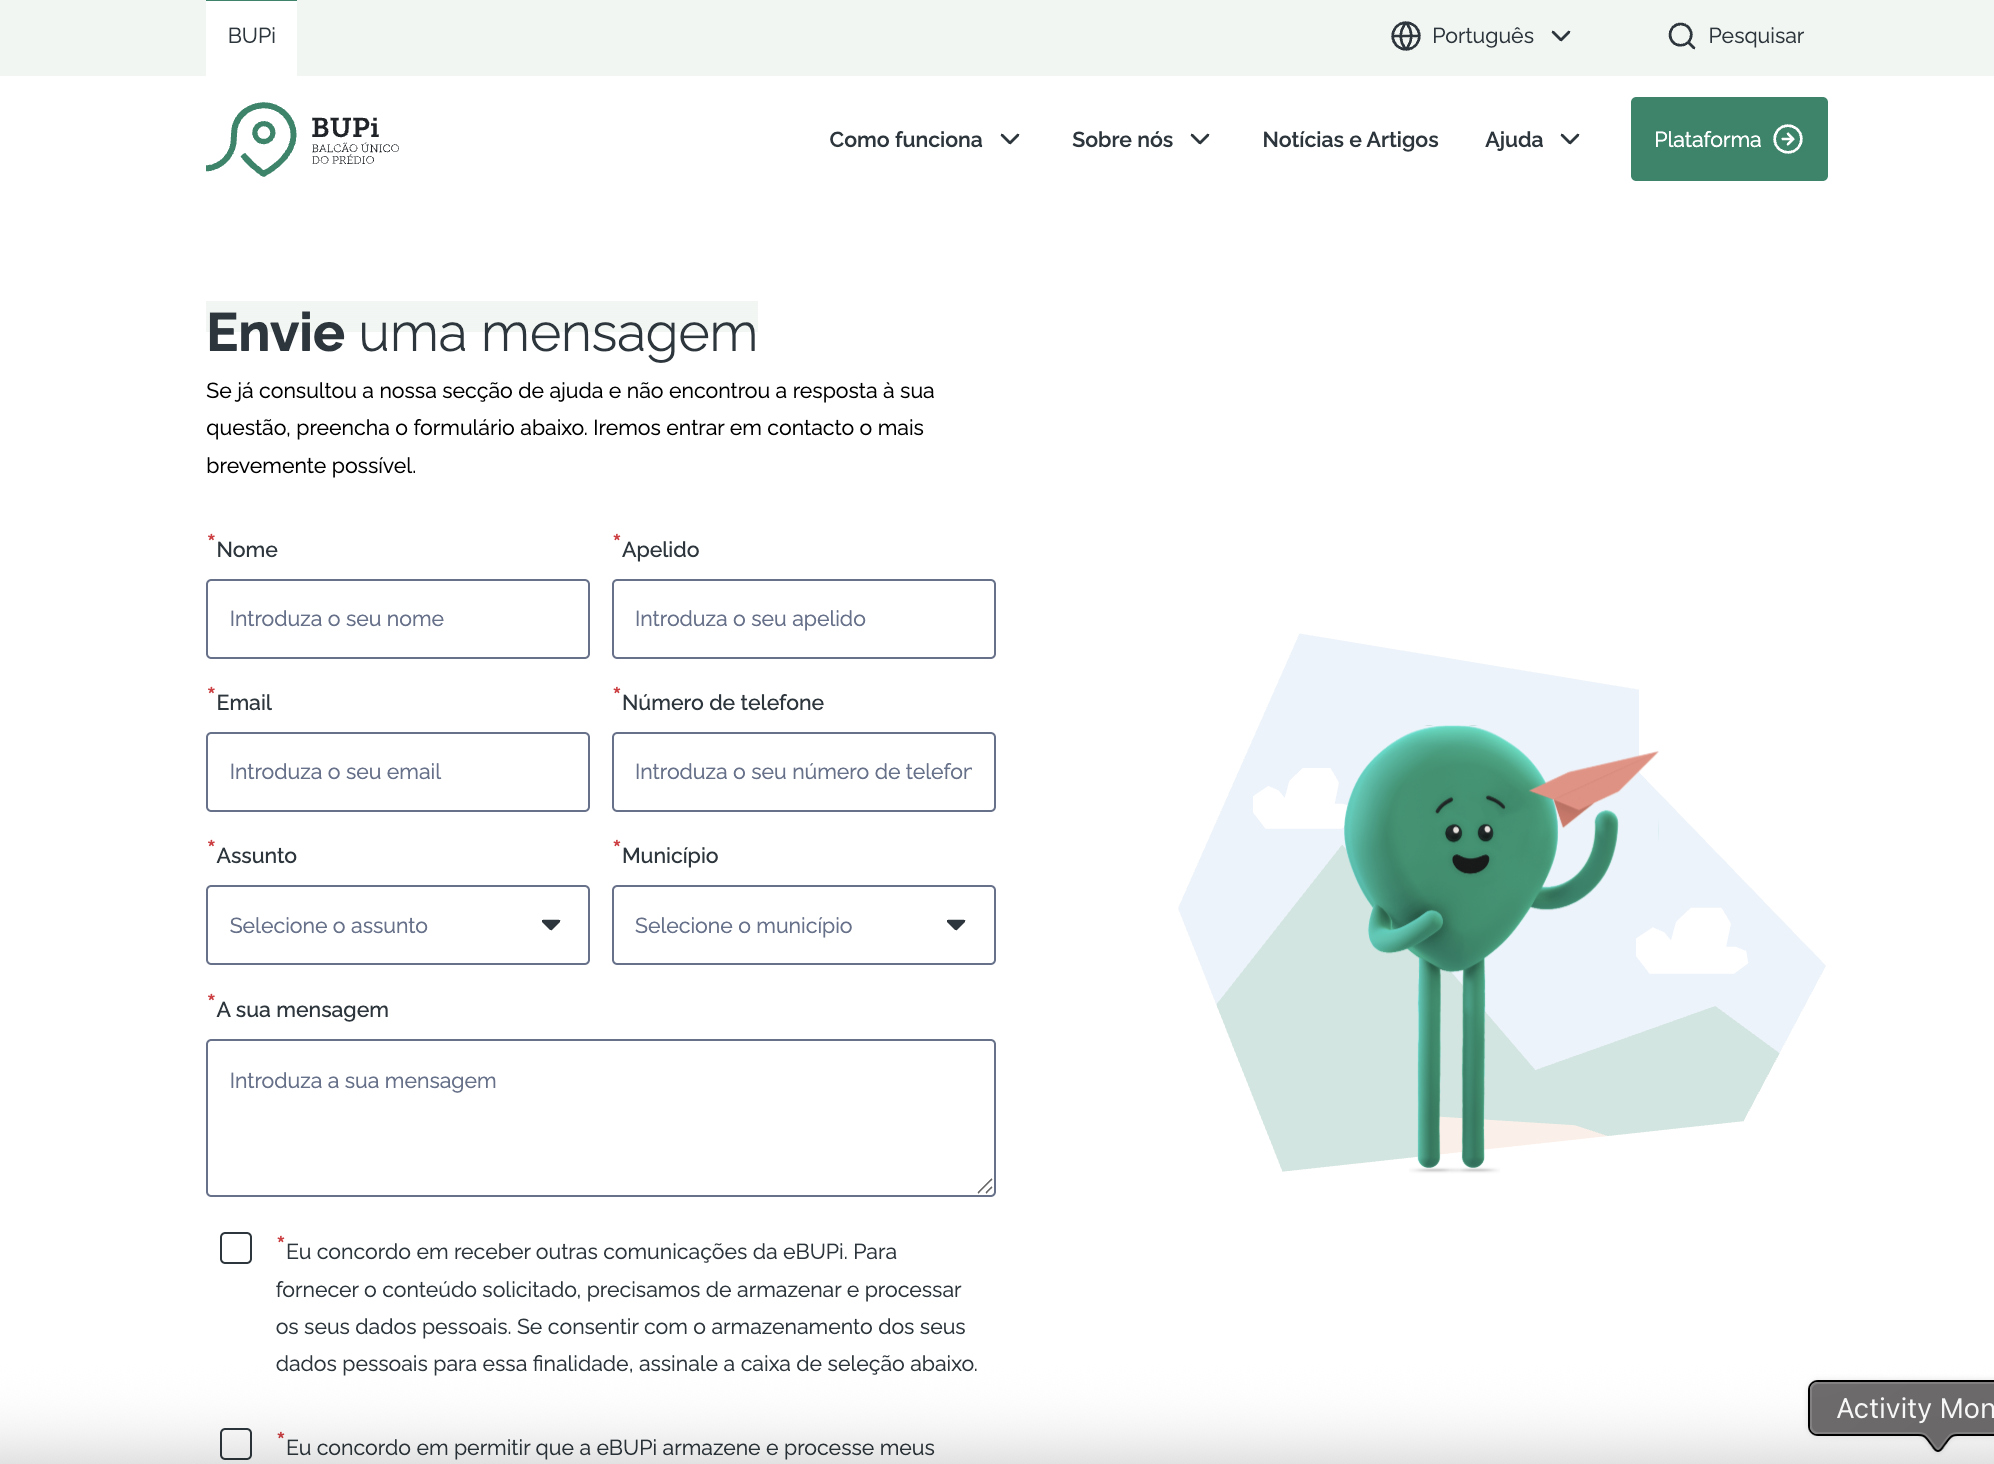 BUPi
Português
Pesquisar
BUPi
BALCÃO ÚNICO
DO PRÉDIO
Como funciona
Sobre nós
Notícias e Artigos
Ajuda
Plataforma
Envie uma mensagem
Se já consultou a nossa secção de ajuda e não encontrou a resposta à sua
questão, preencha o formulário abaixo. Iremos entrar em contacto o mais
brevemente possível.
*Nome
*Apelido
Introduza o seu nome
Introduza o seu apelido
*Email
*Número de telefone
Introduza o seu email
Introduza o seu número de telefor
*Assunto
*Município
Selecione o assunto
Selecione o município
*A sua mensagem
Introduza a sua mensagem
*Eu concordo em receber outras comunicações da eBUPi. Para
fornecer o conteúdo solicitado, precisamos de armazenar e processar
os seus dados pessoais. Se consentir com o armazenamento dos seus
dados pessoais para essa finalidade, assinale a caixa de seleção abaixo.
Activity Mon
*Eu concordo em permitir que a eBUPi armazene e processe meus